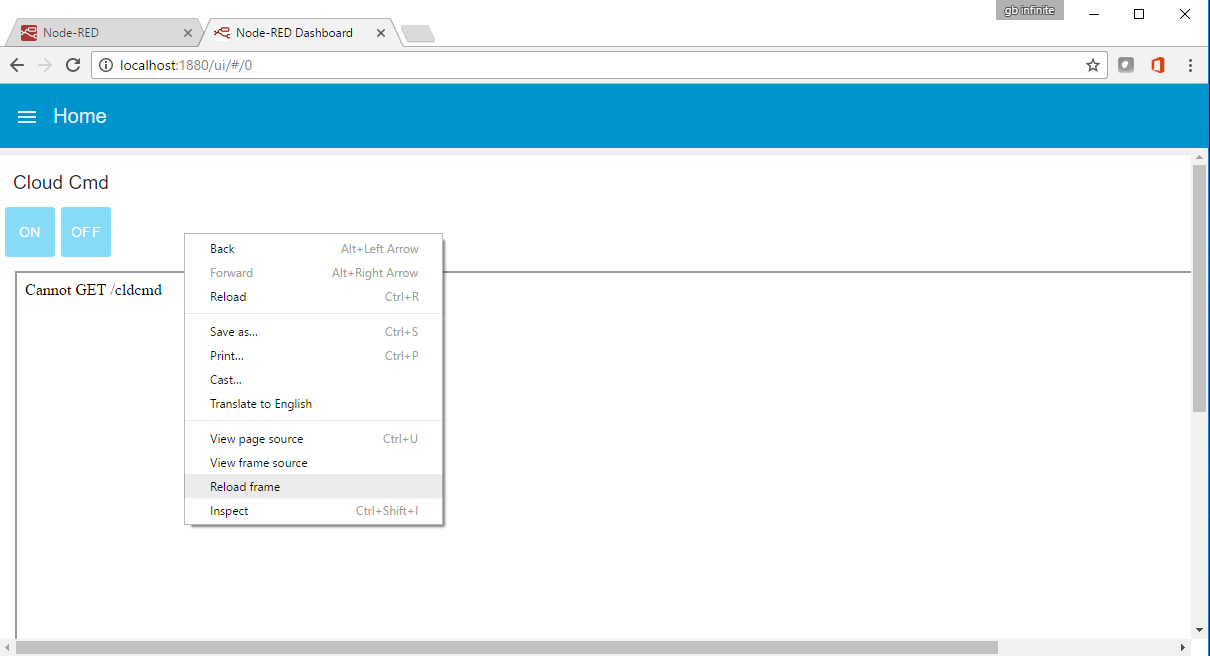 gb infinite
Node-RED
Node-RED Dashboard
localhost:1880/ui/#/0
Home
Cloud Cmd
ON OFF
Cannot GET /cldcmd
Back Alt+Left Arrow
Forward Alt+Right Arrow
Reload Ctrl+R
Save as... Ctrl+S
Print... Ctrl+P
Cast...
Translate to English
View page source Ctrl+U
View frame source
Reload frame
Inspect Ctrl+Shift+I